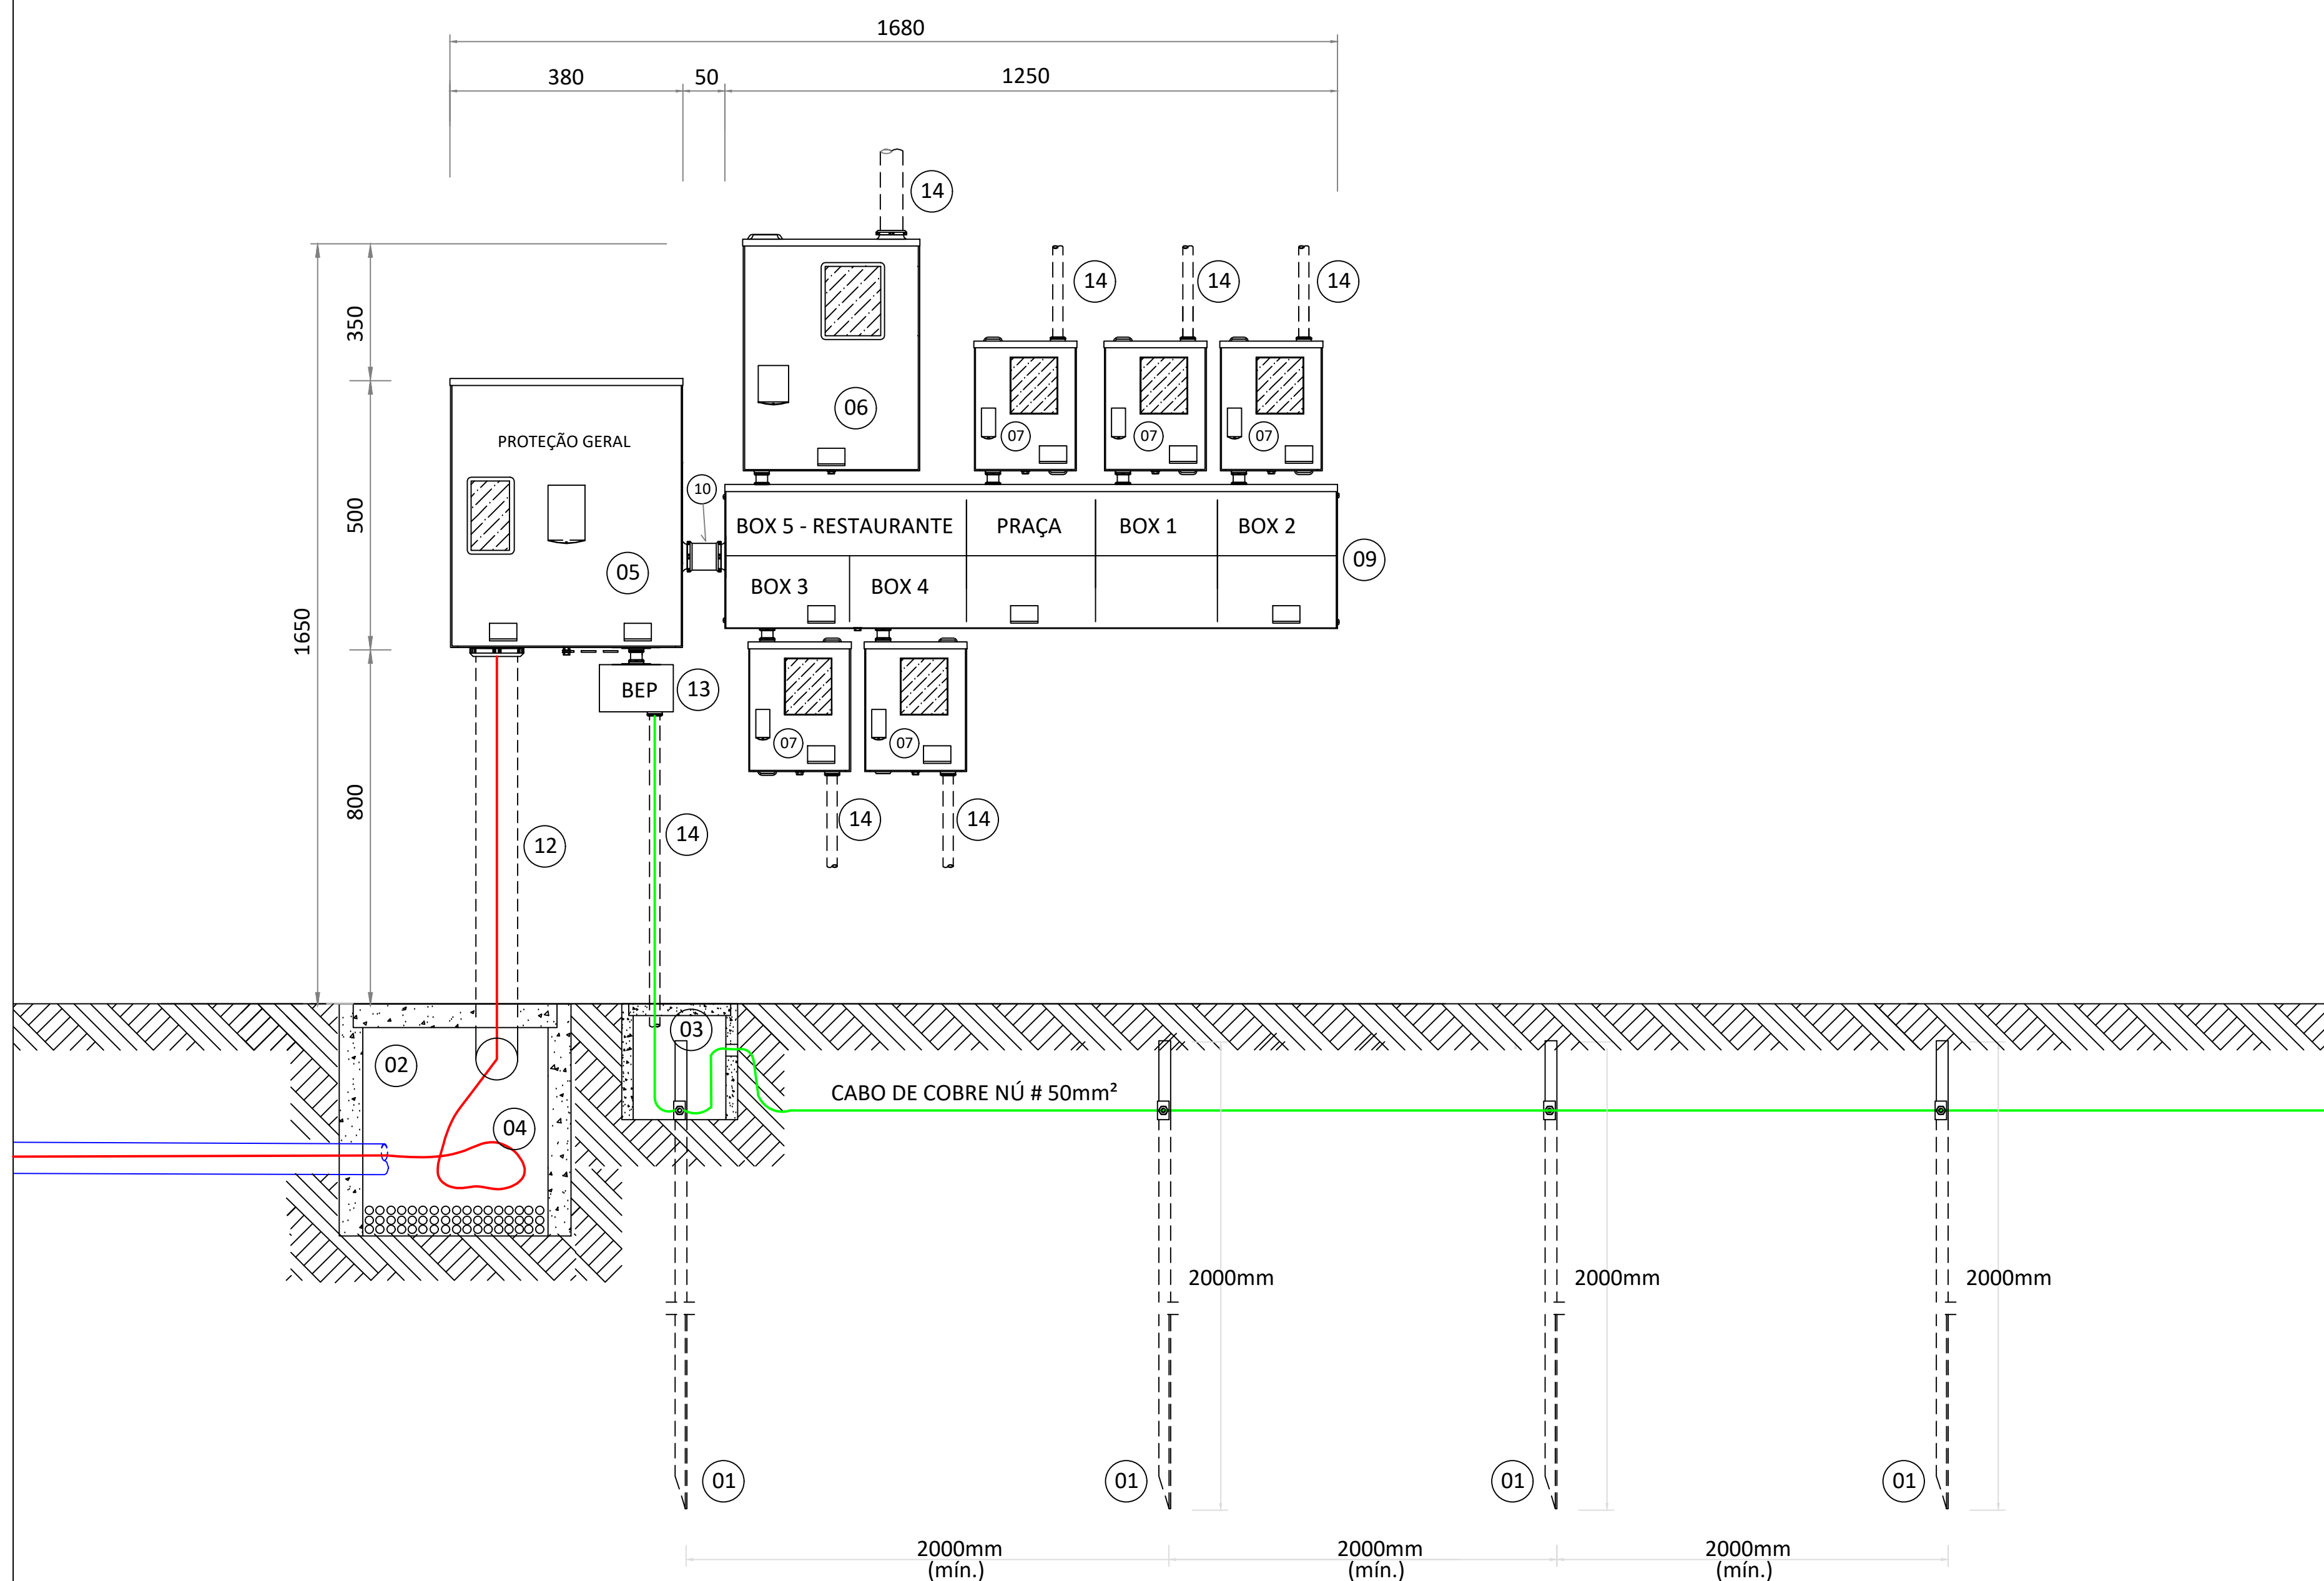 1680
380
50
1250
14
14
14
14
350
06
PROTEÇÃO GERAL
07
07
07
10
500
BOX 5 - RESTAURANTE
PRAÇA
BOX 1
BOX 2
09
05
BOX 3
BOX 4
1650
BEP
13
07
07
800
14
14
14
12
03
02
CABO DE COBRE NÚ # 50mm²
04
2000mm
2000mm
2000mm
01
01
01
01
2000mm
(mín.)
2000mm
(mín.)
2000mm
(mín.)